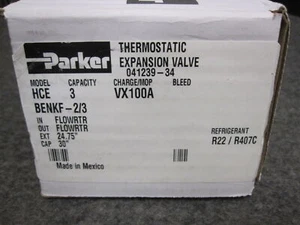 Parker
THERMOSTATIC
EXPANSION VALVE
041239-34
MODEL CAPACITY CHARGE/MOP BLEED
HCE 3 VX100A
BENKF-2/3
IN FLOWRTR
OUT FLOWRTR
EXT 24.75"
CAP 30"
REFRIGERANT
R22 / R407C
Made in Mexico